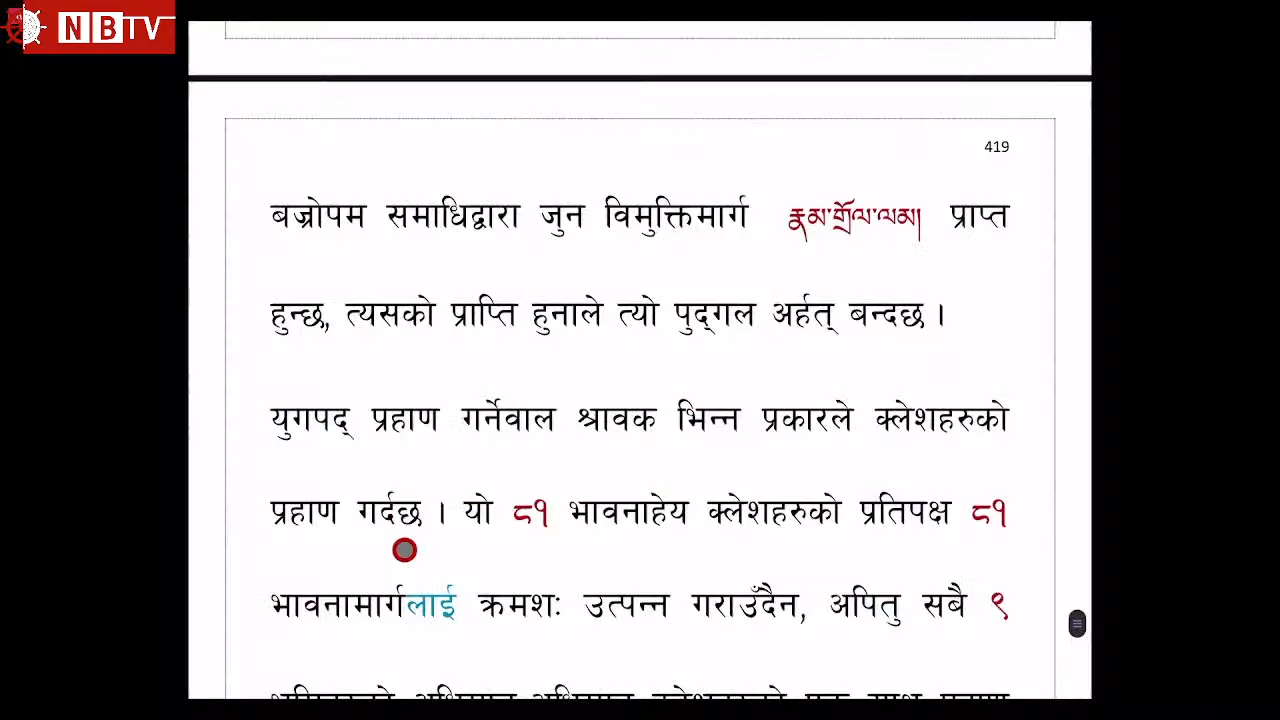 NBTV
419
बज्रोपम समाधिद्वारा जुन विमुक्तिमार्ग རྣམ་གྲོལ་ལམ། प्राप्त
हुन्छ, त्यसको प्राप्ति हुनाले त्यो पुद्‌गल अर्हत् बन्दछ ।
युगपद् प्रहाण गर्नेवाल श्रावक भिन्न प्रकारले क्लेशहरुको
प्रहाण गर्दछ । यो ८१ भावनाहेय क्लेशहरुको प्रतिपक्ष ८१
भावनामार्गलाई क्रमशः उत्पन्न गराउँदैन, अपितु सबै ९